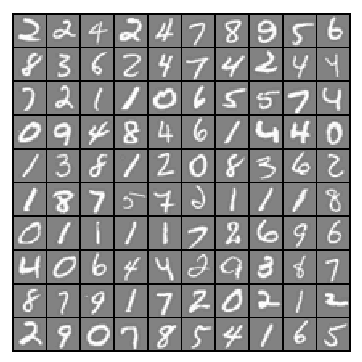 2 2 4 2 4 7 8 9 5 6
8 3 6 2 4 7 4 2 4 4
7 2 1 1 0 6 5 5 7 4
0 9 4 8 4 6 1 4 4 0
1 3 8 1 2 0 8 3 6 2
1 8 7 5 7 2 1 1 1 8
0 1 1 1 1 7 2 6 9 6
4 0 6 4 4 2 9 3 8 7
8 7 9 1 7 2 0 2 1 2
2 9 0 7 8 5 4 1 6 5